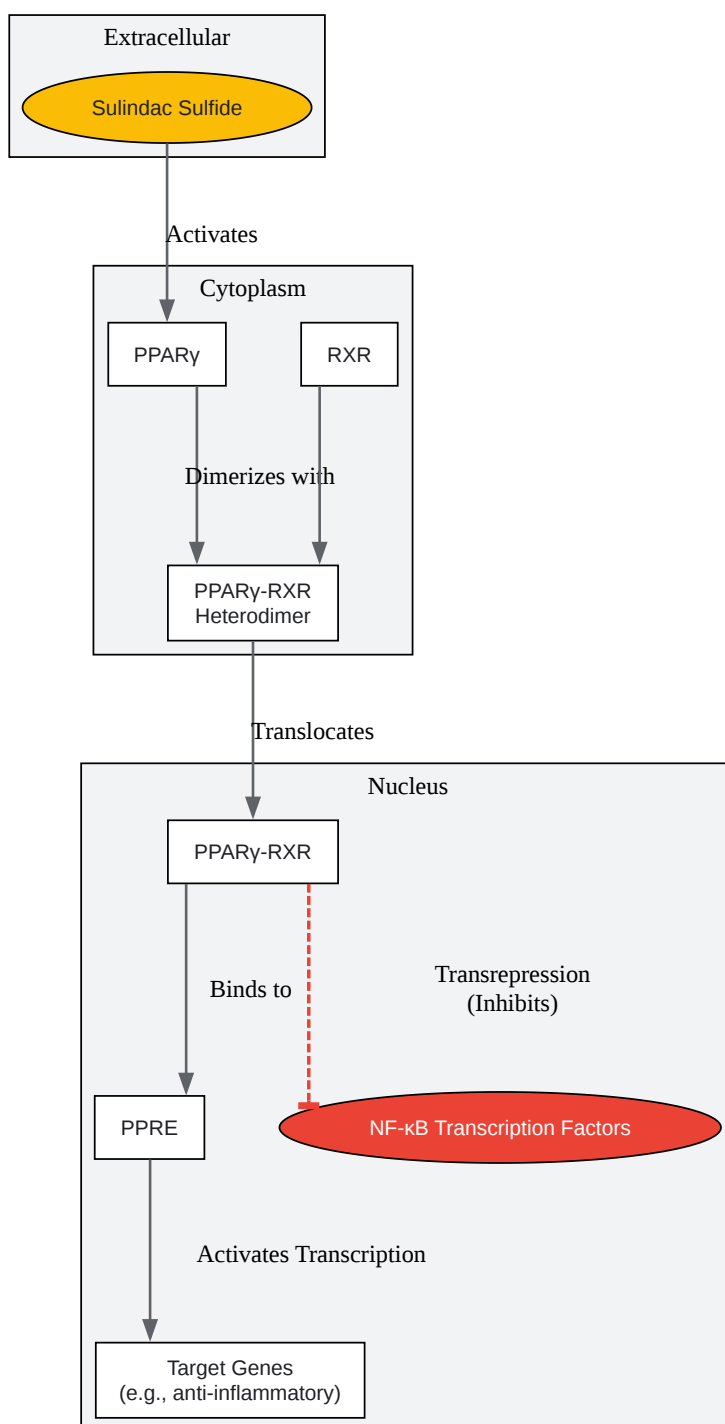 Extracellular
Sulindac Sulfide
Activates
Cytoplasm
PPARγ
RXR
Dimerizes with
PPARγ-RXR
Heterodimer
Translocates
Nucleus
PPARγ-RXR
Binds to
Transrepression
(Inhibits)
PPRE
NF-κB Transcription Factors
Activates Transcription
Target Genes
(e.g., anti-inflammatory)